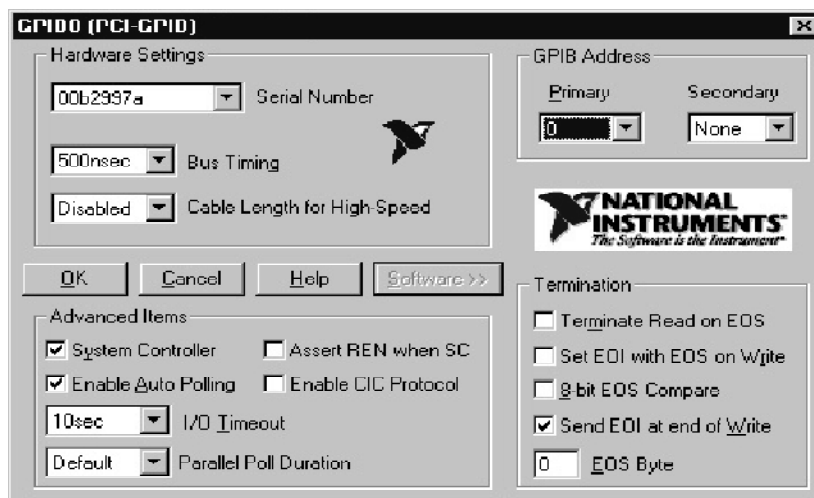 GPIB0 (PCI-GPIB)
Hardware Settings
00b2997a
Serial Number
500nsec
Bus Timing
Disabled
Cable Length for High-Speed
OK
Cancel
Help
Software >>
Advanced Items
System Controller
Assert REN when SC
Enable Auto Polling
Enable CIC Protocol
10sec
I/O Timeout
Default
Parallel Poll Duration
GPIB Address
Primary
Secondary
0
None
NATIONAL
INSTRUMENTS™
The Software is the Instrument™
Termination
Terminate Read on EOS
Set EOI with EOS on Write
8-bit EOS Compare
Send EOI at end of Write
0
EOS Byte